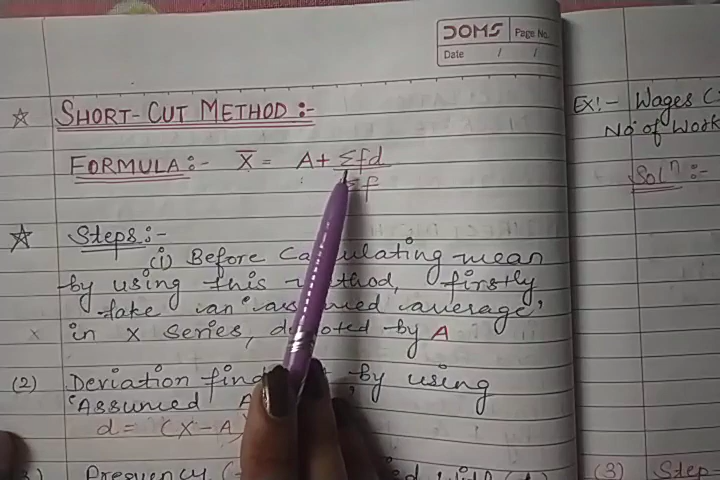 DOMS Page No.
Date / /
☆ SHORT-CUT METHOD:-
FORMULA:- X̅ = A + Σfd
Σf
☆ Steps:-
(i) Before Calculating mean
by using this method, firstly
take an 'assumed average'
in X series, denoted by A
(2) Deviation find by using
'Assumed A
d = (X-A
Frequency
Ex:- Wages
No of Work
Solⁿ:-
(3) Step-